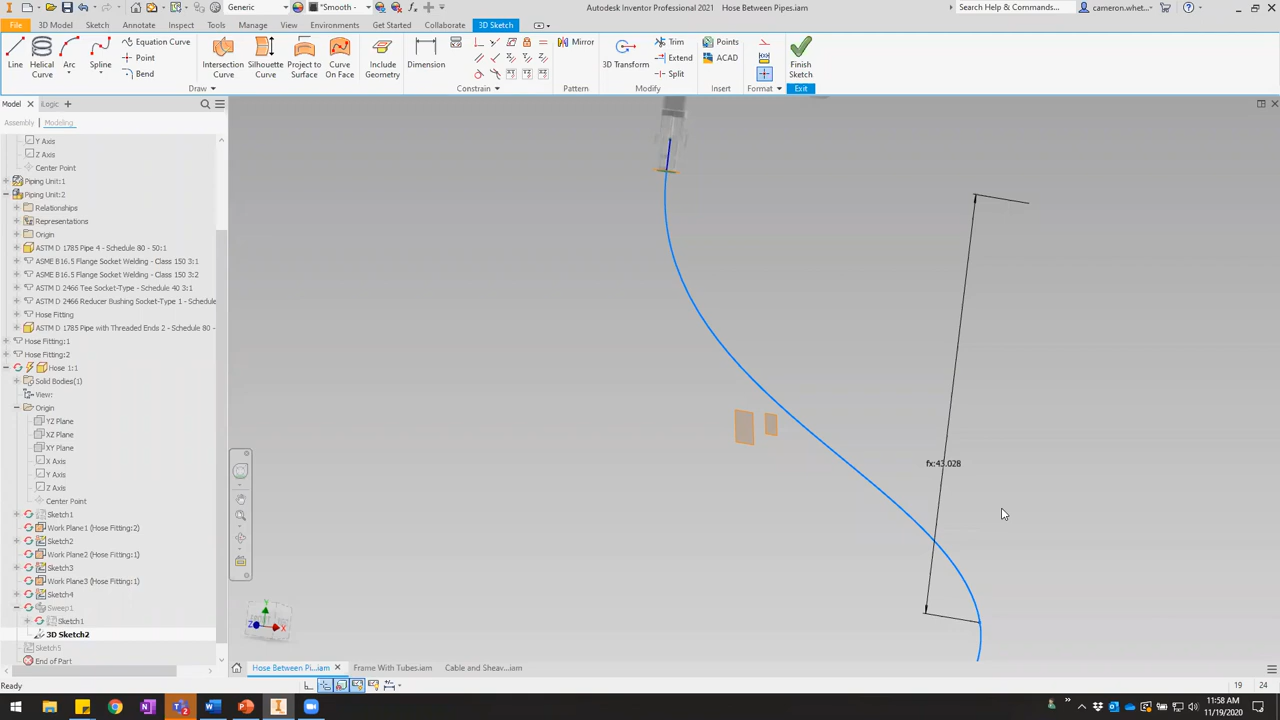 Generic
*Smooth
Autodesk Inventor Professional 2021
Hose Between Pipes.iam
Search Help & Commands...
cameron.whet...
File
3D Model
Sketch
Annotate
Inspect
Tools
Manage
View
Environments
Get Started
Collaborate
3D Sketch
Line
Helical Curve
Arc
Spline
Equation Curve
Point
Bend
Intersection Curve
Silhouette Curve
Project to Surface
Curve On Face
Include Geometry
Dimension
Mirror
3D Transform
Trim
Extend
Split
Points
ACAD
Finish Sketch
Draw
Constrain
Pattern
Modify
Insert
Format
Exit
Model
iLogic
Assembly
Modeling
Y Axis
Z Axis
Center Point
Piping Unit:1
Piping Unit:2
Relationships
Representations
Origin
ASTM D 1785 Pipe 4 - Schedule 80 - 50:1
ASME B16.5 Flange Socket Welding - Class 150 3:1
ASME B16.5 Flange Socket Welding - Class 150 3:2
ASTM D 2466 Tee Socket-Type - Schedule 40 3:1
ASTM D 2466 Reducer Bushing Socket-Type 1 - Schedule
Hose Fitting
ASTM D 1785 Pipe with Threaded Ends 2 - Schedule 80 -
Hose Fitting:1
Hose Fitting:2
Hose 1:1
Solid Bodies(1)
View:
Origin
YZ Plane
XZ Plane
XY Plane
X Axis
Y Axis
Z Axis
Center Point
Sketch1
Work Plane1 (Hose Fitting:2)
Sketch2
Work Plane2 (Hose Fitting:1)
Sketch3
Work Plane3 (Hose Fitting:1)
Sketch4
Sweep1
Sketch1
3D Sketch2
Sketch5
End of Part
fx:43.028
Y
Z
X
Hose Between Pi...iam
Frame With Tubes.iam
Cable and Sheav...iam
Ready
19
24
11:58 AM
11/19/2020